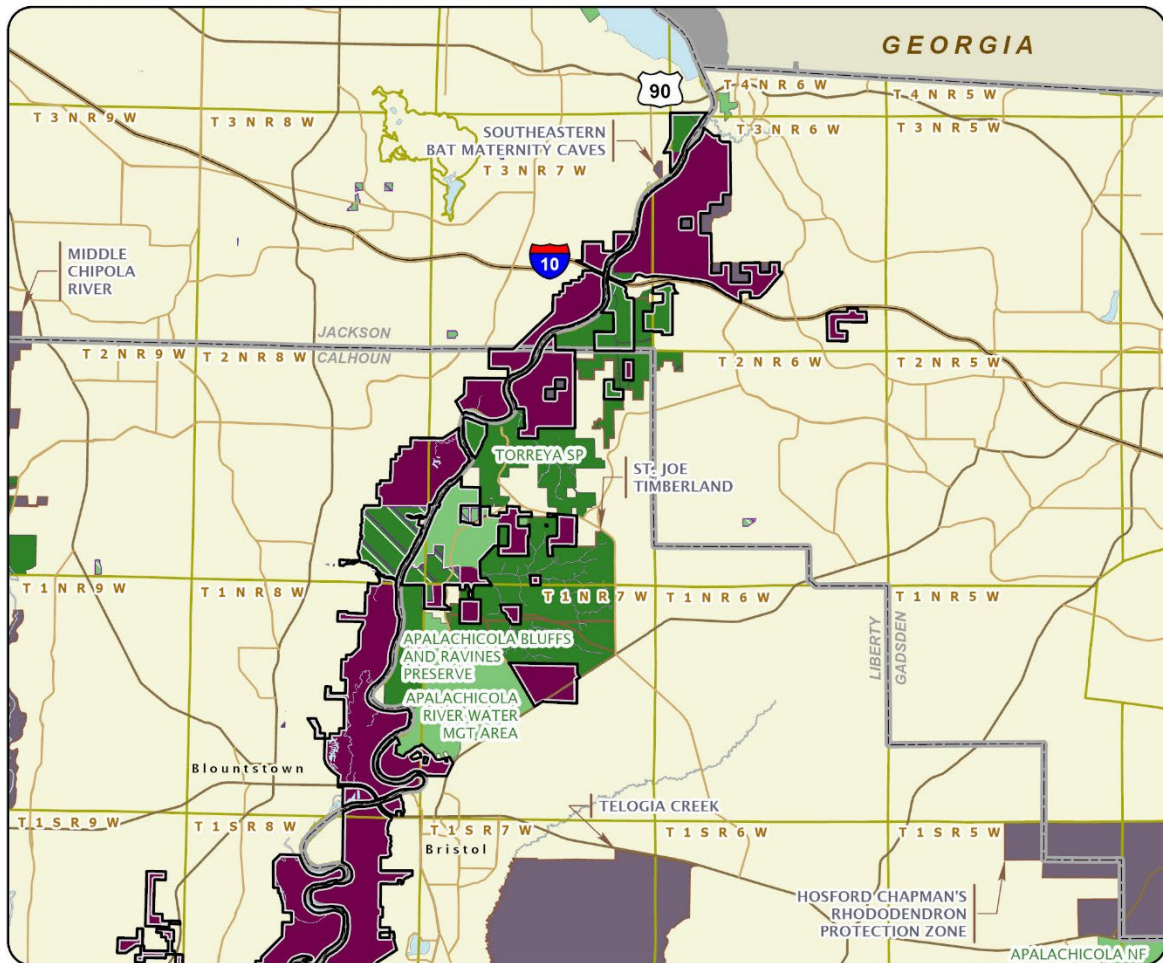 GEORGIA
90
T 4 N R 6 W
T 4 N R 5 W
T 3 N R 9 W
T 3 N R 8 W
SOUTHEASTERN
BAT MATERNITY CAVES
T 3 N R 7 W
T 3 N R 6 W
T 3 N R 5 W
MIDDLE
CHIPOLA
RIVER
10
JACKSON
CALHOUN
T 2 N R 9 W
T 2 N R 8 W
T 2 N R 6 W
T 2 N R 5 W
TORREYA SP
ST. JOE
TIMBERLAND
T 1 N R 9 W
T 1 N R 8 W
T 1 N R 7 W
T 1 N R 6 W
T 1 N R 5 W
APALACHICOLA BLUFFS
AND RAVINES
PRESERVE
LIBERTY
GADSDEN
APALACHICOLA
RIVER WATER
MGT AREA
Blountstown
TELOGIA CREEK
T 1 S R 9 W
T 1 S R 8 W
T 1 S R 7 W
T 1 S R 6 W
T 1 S R 5 W
Bristol
HOSFORD CHAPMAN'S
RHODODENDRON
PROTECTION ZONE
APALACHICOLA NF